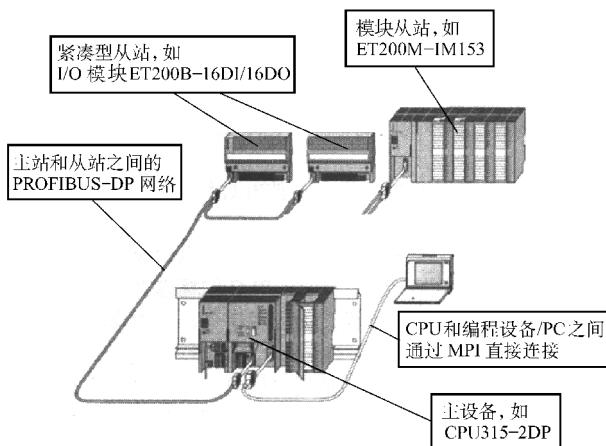 紧凑型从站，如
I/O 模块ET200B-16DI/16DO
模块从站，如
ET200M-IM153
主站和从站之间的
PROFIBUS-DP 网络
CPU和编程设备/PC之间
通过 MPI 直接连接
主设备，如
CPU315-2DP